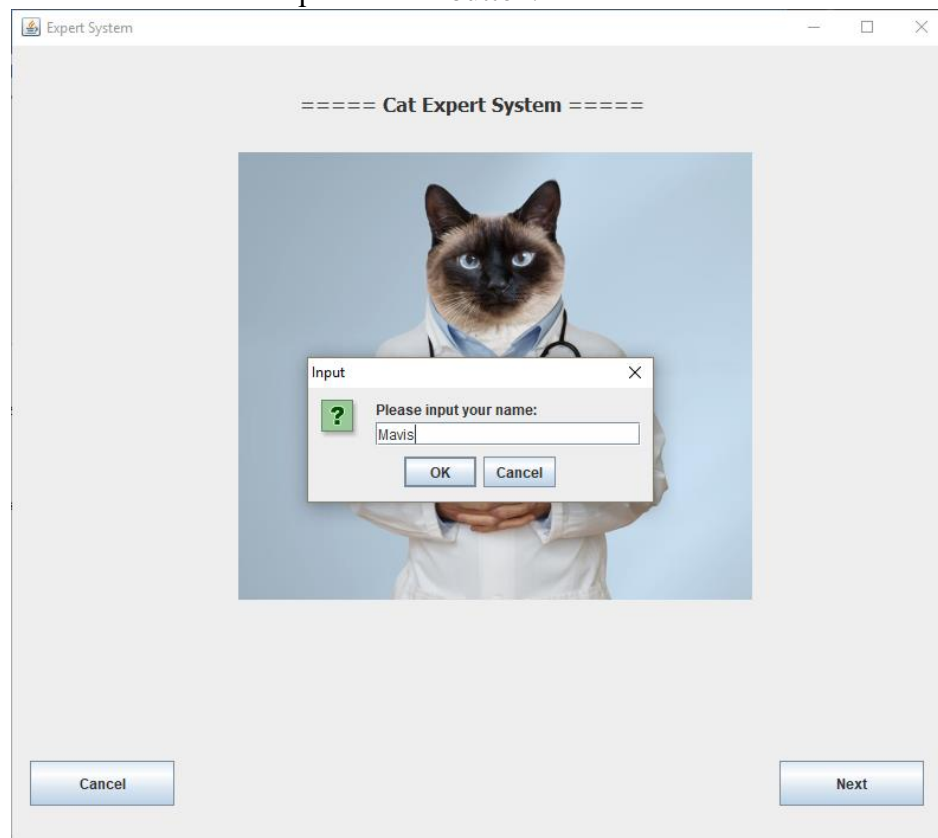 Expert System
===== Cat Expert System =====
Input
?
Please input your name:
Mavis
OK Cancel
Cancel Next